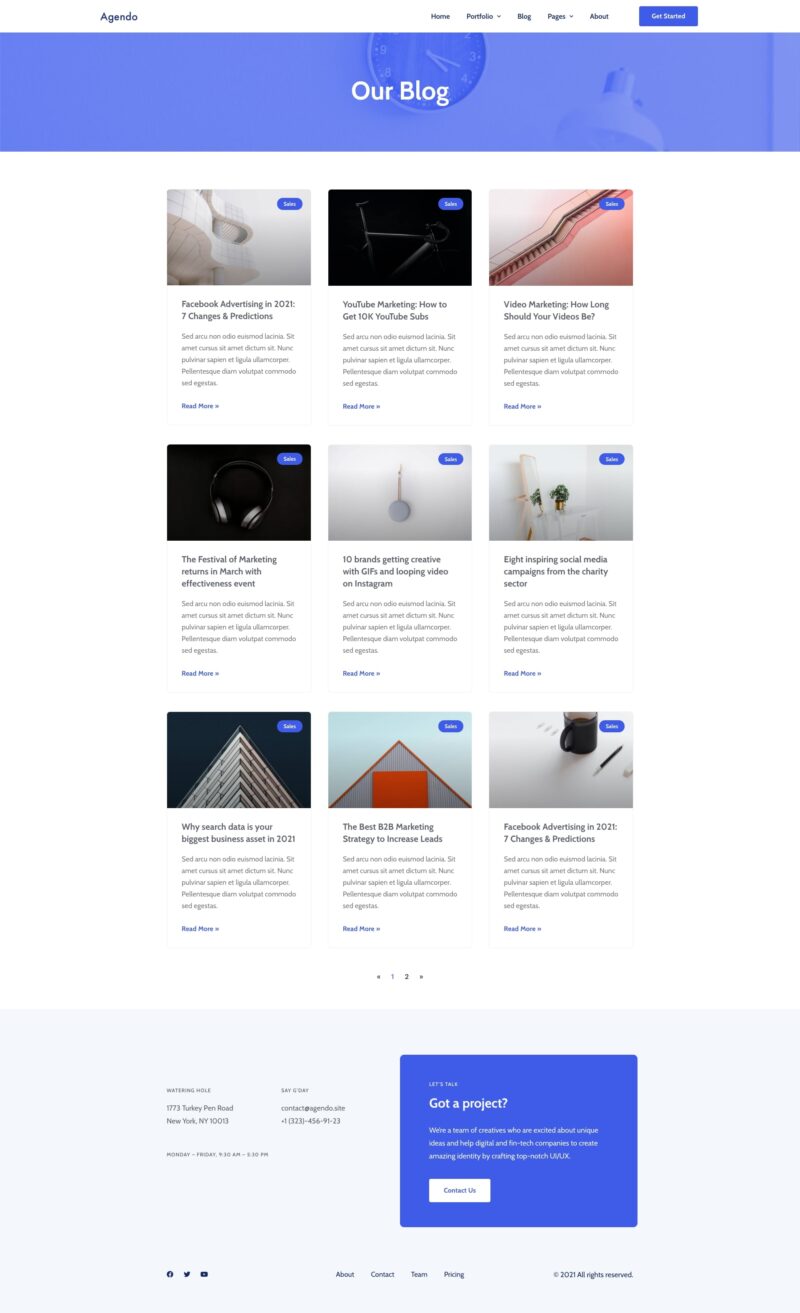 Agendo
Home Portfolio Blog Pages About Get Started
Our Blog
Sales
Facebook Advertising in 2021:
7 Changes & Predictions
Sed arcu non odio euismod lacinia. Sit
amet cursus sit amet dictum sit. Nunc
pulvinar sapien et ligula ullamcorper.
Pellentesque diam volutpat commodo
sed egestas.
Read More »
Sales
YouTube Marketing: How to
Get 10K YouTube Subs
Sed arcu non odio euismod lacinia. Sit
amet cursus sit amet dictum sit. Nunc
pulvinar sapien et ligula ullamcorper.
Pellentesque diam volutpat commodo
sed egestas.
Read More »
Sales
Video Marketing: How Long
Should Your Videos Be?
Sed arcu non odio euismod lacinia. Sit
amet cursus sit amet dictum sit. Nunc
pulvinar sapien et ligula ullamcorper.
Pellentesque diam volutpat commodo
sed egestas.
Read More »
Sales
The Festival of Marketing
returns in March with
effectiveness event
Sed arcu non odio euismod lacinia. Sit
amet cursus sit amet dictum sit. Nunc
pulvinar sapien et ligula ullamcorper.
Pellentesque diam volutpat commodo
sed egestas.
Read More »
Sales
10 brands getting creative
with GIFs and looping video
on Instagram
Sed arcu non odio euismod lacinia. Sit
amet cursus sit amet dictum sit. Nunc
pulvinar sapien et ligula ullamcorper.
Pellentesque diam volutpat commodo
sed egestas.
Read More »
Sales
Eight inspiring social media
campaigns from the charity
sector
Sed arcu non odio euismod lacinia. Sit
amet cursus sit amet dictum sit. Nunc
pulvinar sapien et ligula ullamcorper.
Pellentesque diam volutpat commodo
sed egestas.
Read More »
Sales
Why search data is your
biggest business asset in 2021
Sed arcu non odio euismod lacinia. Sit
amet cursus sit amet dictum sit. Nunc
pulvinar sapien et ligula ullamcorper.
Pellentesque diam volutpat commodo
sed egestas.
Read More »
Sales
The Best B2B Marketing
Strategy to Increase Leads
Sed arcu non odio euismod lacinia. Sit
amet cursus sit amet dictum sit. Nunc
pulvinar sapien et ligula ullamcorper.
Pellentesque diam volutpat commodo
sed egestas.
Read More »
Sales
Facebook Advertising in 2021:
7 Changes & Predictions
Sed arcu non odio euismod lacinia. Sit
amet cursus sit amet dictum sit. Nunc
pulvinar sapien et ligula ullamcorper.
Pellentesque diam volutpat commodo
sed egestas.
Read More »
« 1 2 »
WATERING HOLE
1773 Turkey Pen Road
New York, NY 10013
SAY G'DAY
contact@agendo.site
+1 (323)-456-91-23
MONDAY – FRIDAY, 9:30 AM – 5:30 PM
LET'S TALK
Got a project?
We're a team of creatives who are excited about unique
ideas and help digital and fin-tech companies to create
amazing identity by crafting top-notch UI/UX.
Contact Us
About Contact Team Pricing
© 2021 All rights reserved.